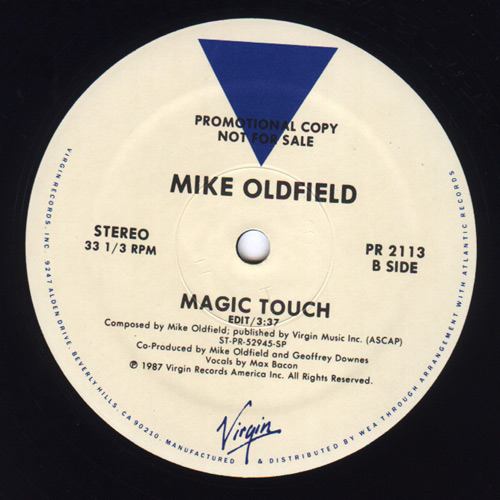 PROMOTIONAL COPY
NOT FOR SALE
MIKE OLDFIELD
STEREO
33 1/3 RPM
PR 2113
B SIDE
MAGIC TOUCH
EDIT/3:37
Composed by Mike Oldfield; published by Virgin Music Inc. (ASCAP)
ST-PR-52945-SP
Co-Produced by Mike Oldfield and Geoffrey Downes
Vocals by Max Bacon
℗ 1987 Virgin Records America Inc. All Rights Reserved.
Virgin
VIRGIN RECORDS, INC. 9247 ALDEN DRIVE, BEVERLY HILLS, CA 90210. MANUFACTURED & DISTRIBUTED BY WEA THROUGH ARRANGEMENT WITH ATLANTIC RECORDS